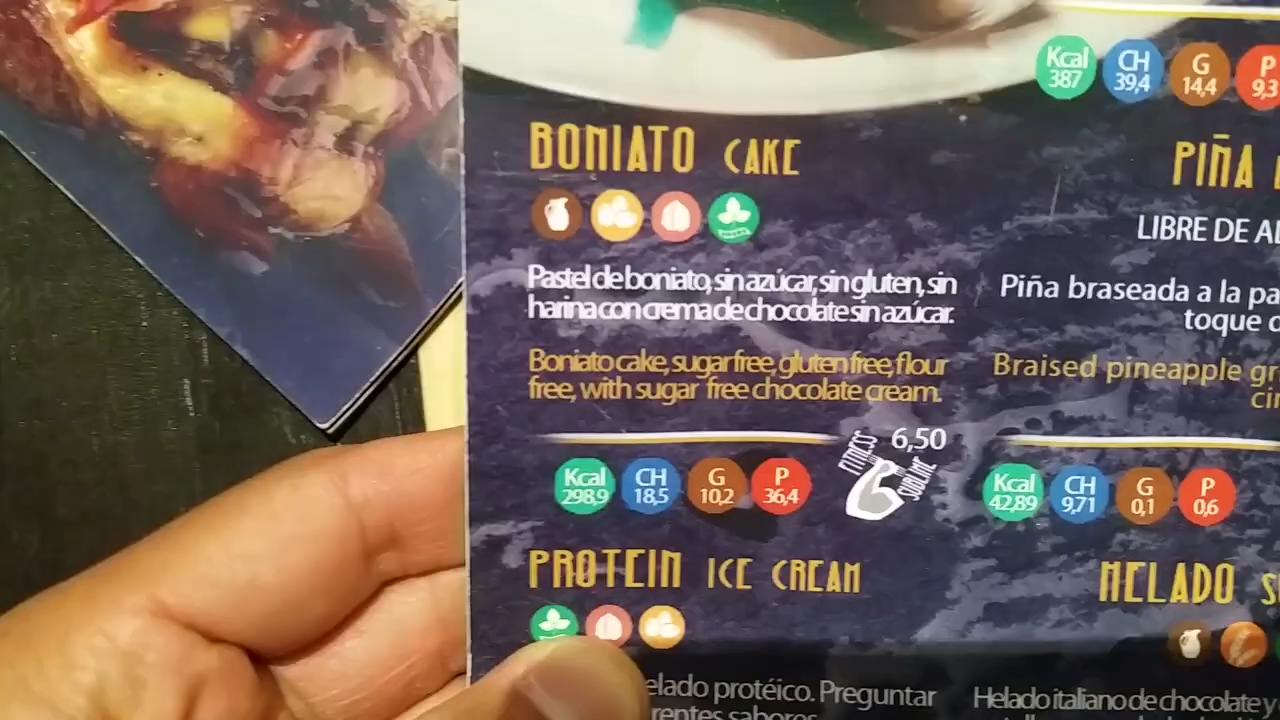 Kcal 387 CH 39,4 G 14,4 P 9,3
BONIATO CAKE
Pastel de boniato, sin azúcar, sin gluten, sin
harina con crema de chocolate sin azúcar.
Boniato cake, sugar free, gluten free, flour
free, with sugar free chocolate cream.
6,50
FITNESS SUBLIME
Kcal 298,9 CH 18,5 G 10,2 P 36,4
PROTEIN ICE CREAM
elado protéico. Preguntar
rentes sabores
PIÑA
LIBRE DE AL
Piña braseada a la pa
toque
Braised pineapple gr
cin
Kcal 42,89 CH 9,71 G 0,1 P 0,6
HELADO S
Helado italiano de chocolate y